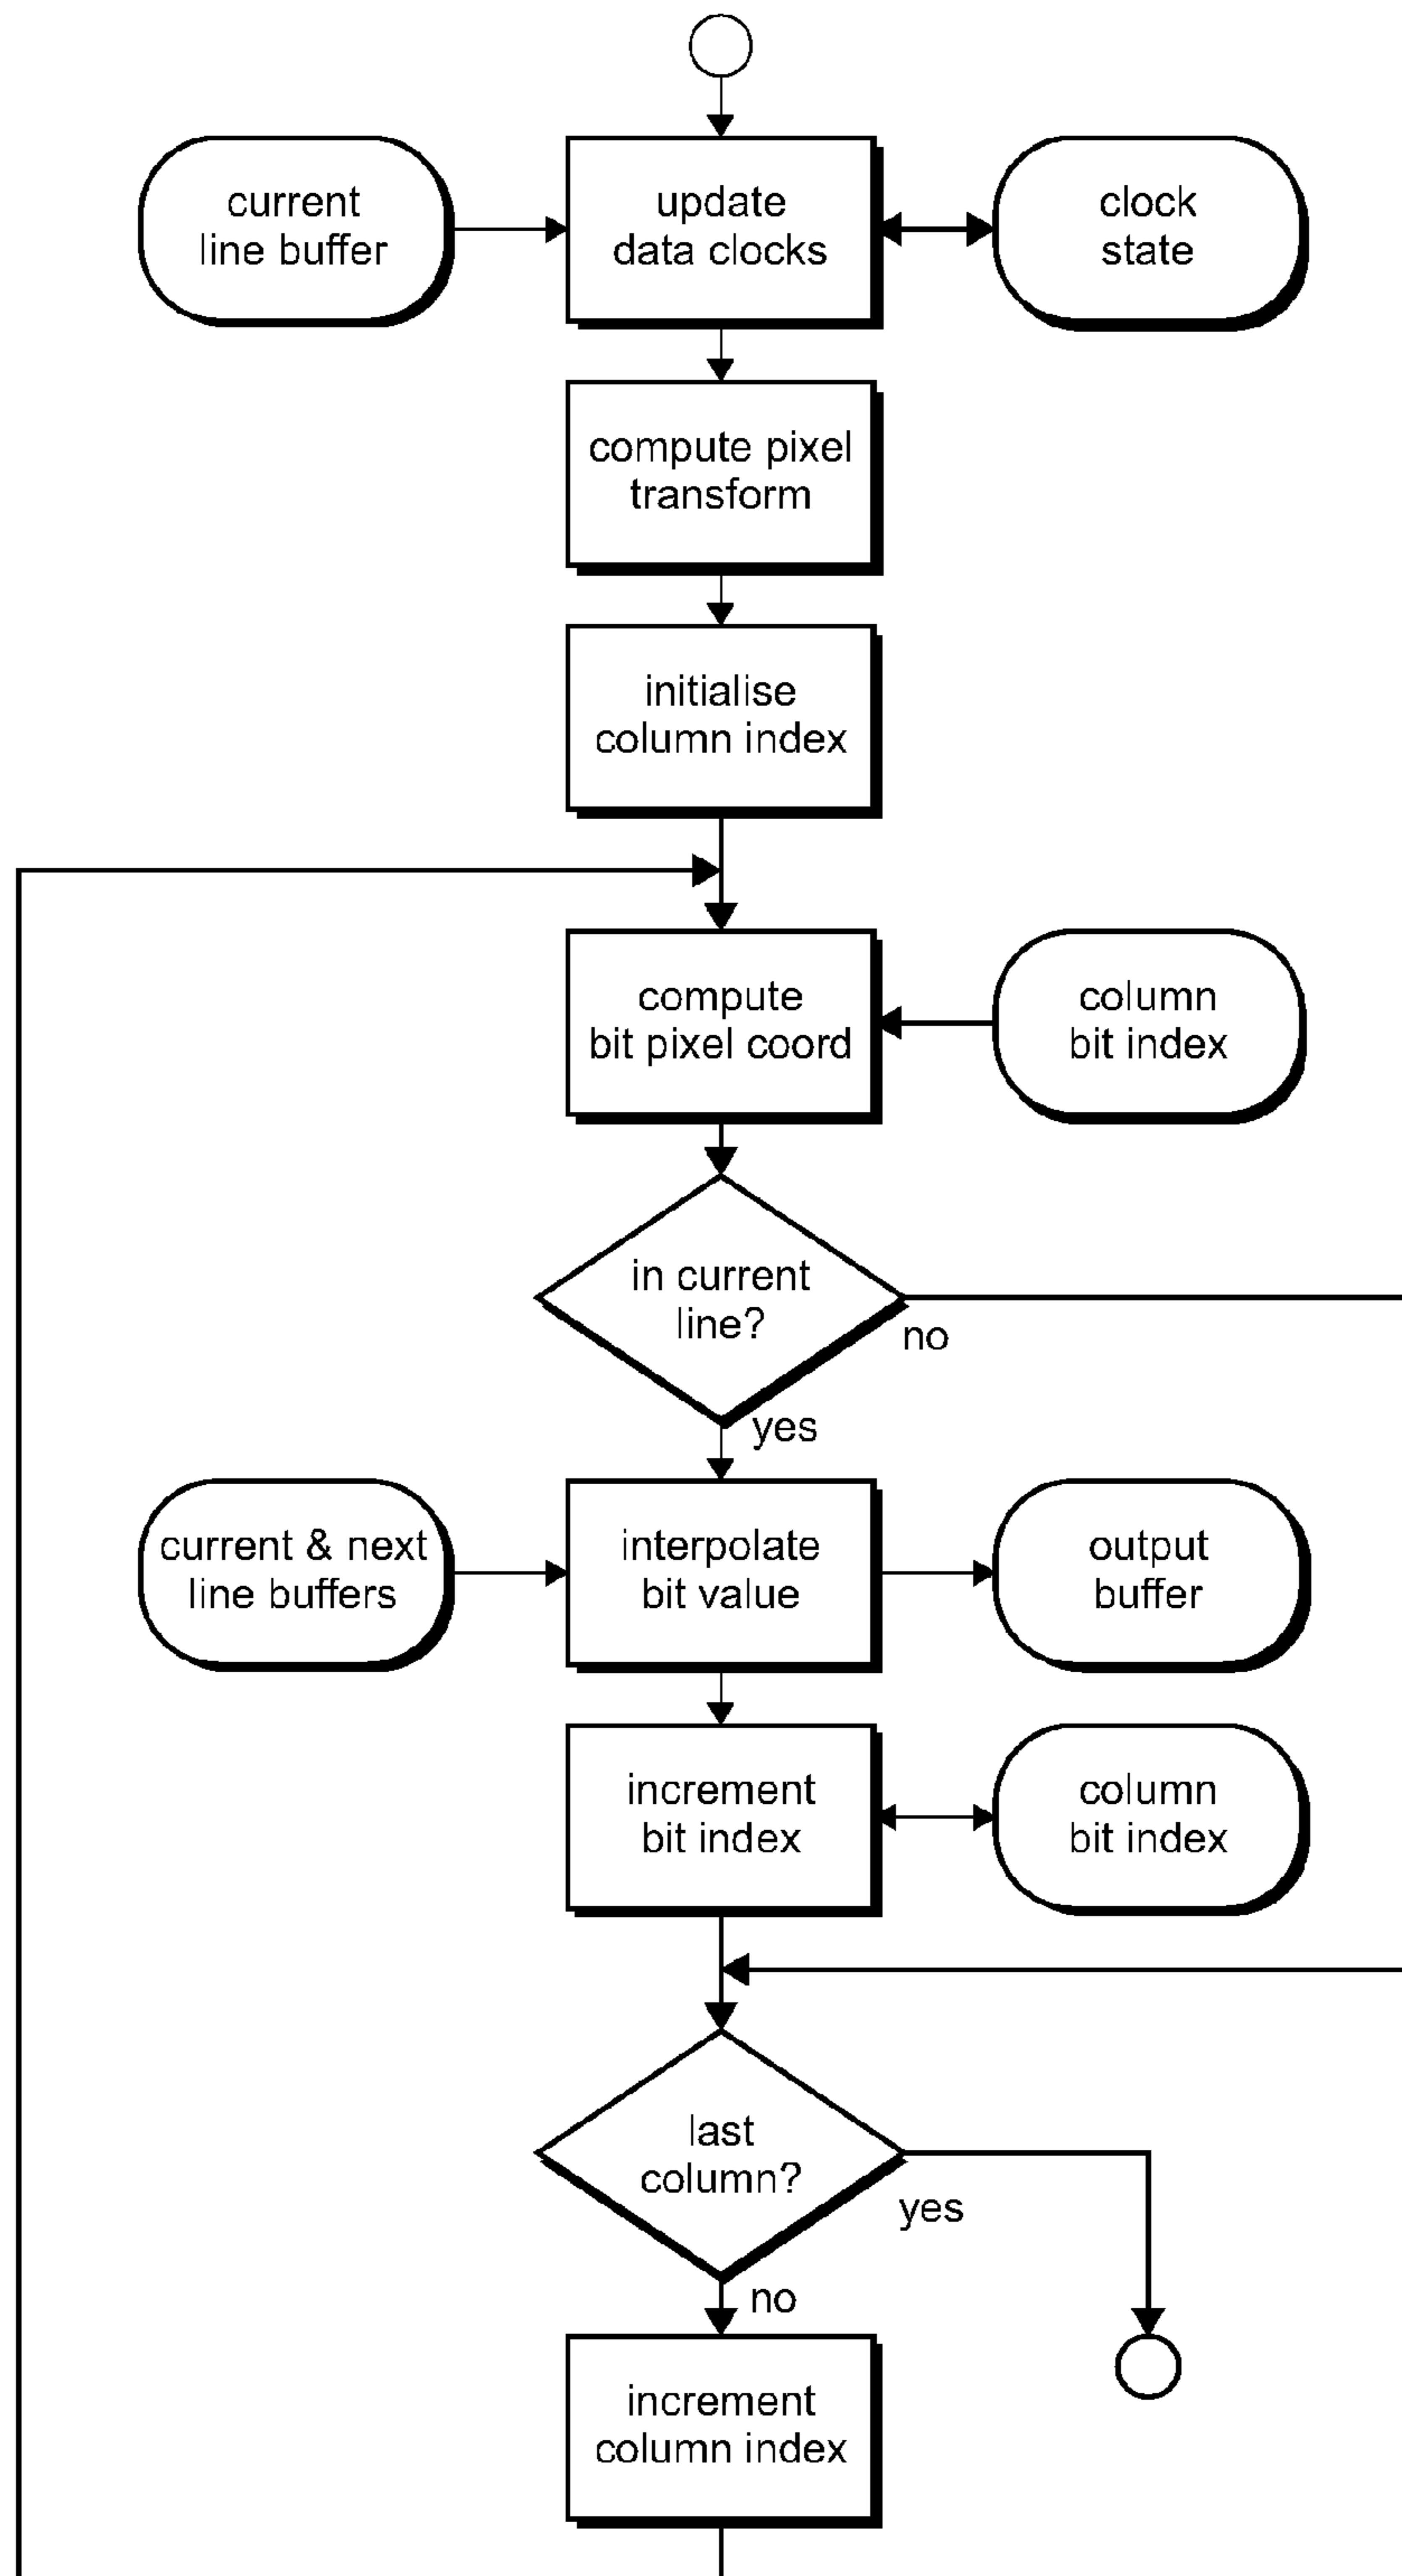 current
line buffer
update
data clocks
clock
state
compute pixel
transform
initialise
column index
compute
bit pixel coord
column
bit index
in current
line?
no
yes
current & next
line buffers
interpolate
bit value
output
buffer
increment
bit index
column
bit index
last
column?
yes
no
increment
column index